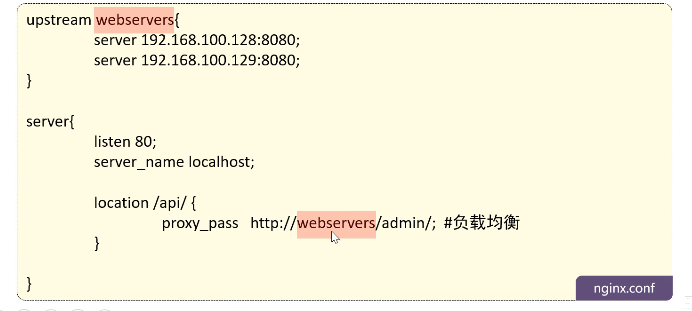 upstream webservers{
server 192.168.100.128:8080;
server 192.168.100.129:8080;
}
server{
listen 80;
server_name localhost;
location /api/ {
proxy_pass http://webservers/admin/; #负载均衡
}
}
nginx.conf